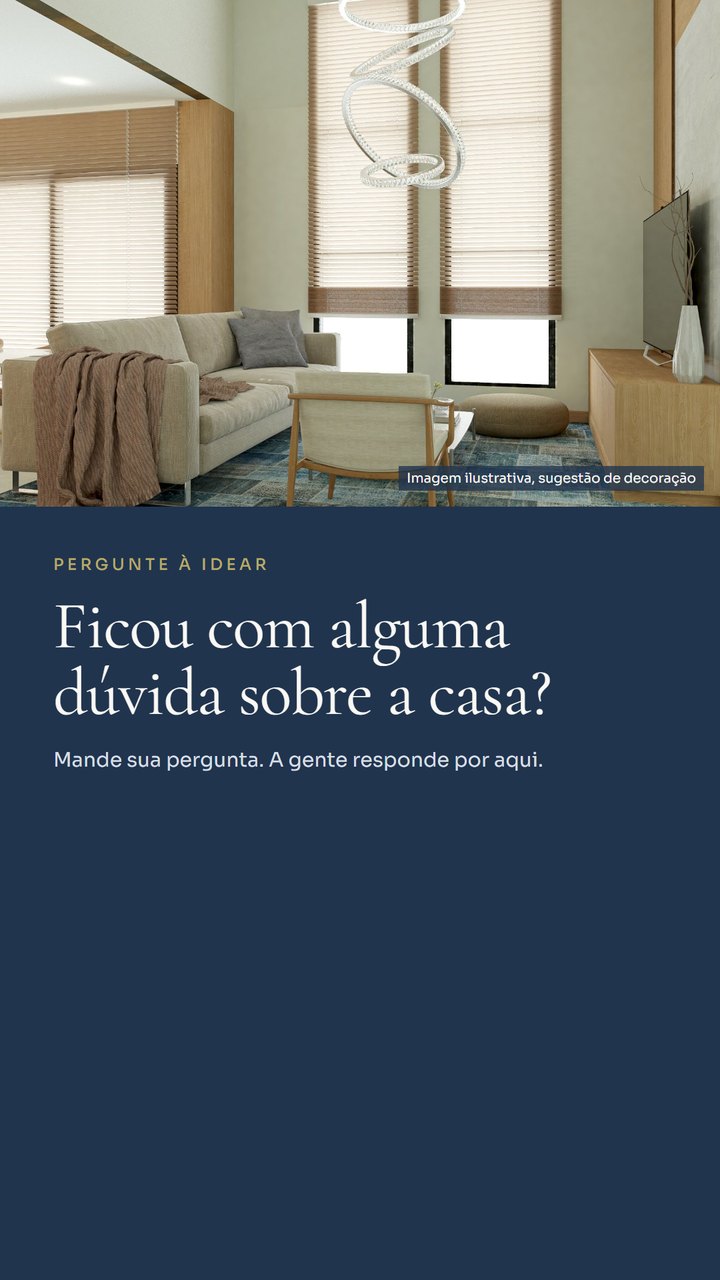 Imagem ilustrativa, sugestão de decoração
PERGUNTE À IDEAR
Ficou com alguma
dúvida sobre a casa?
Mande sua pergunta. A gente responde por aqui.